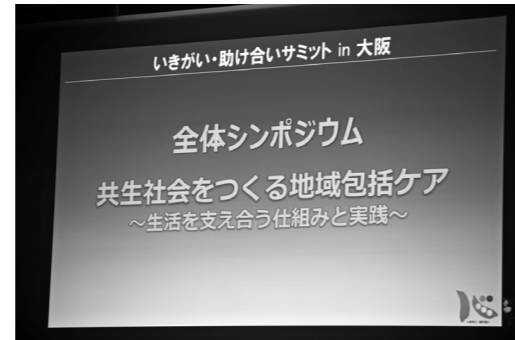 いきがい・助け合いサミット in 大阪
全体シンポジウム
共生社会をつくる地域包括ケア
～生活を支え合う仕組みと実践～